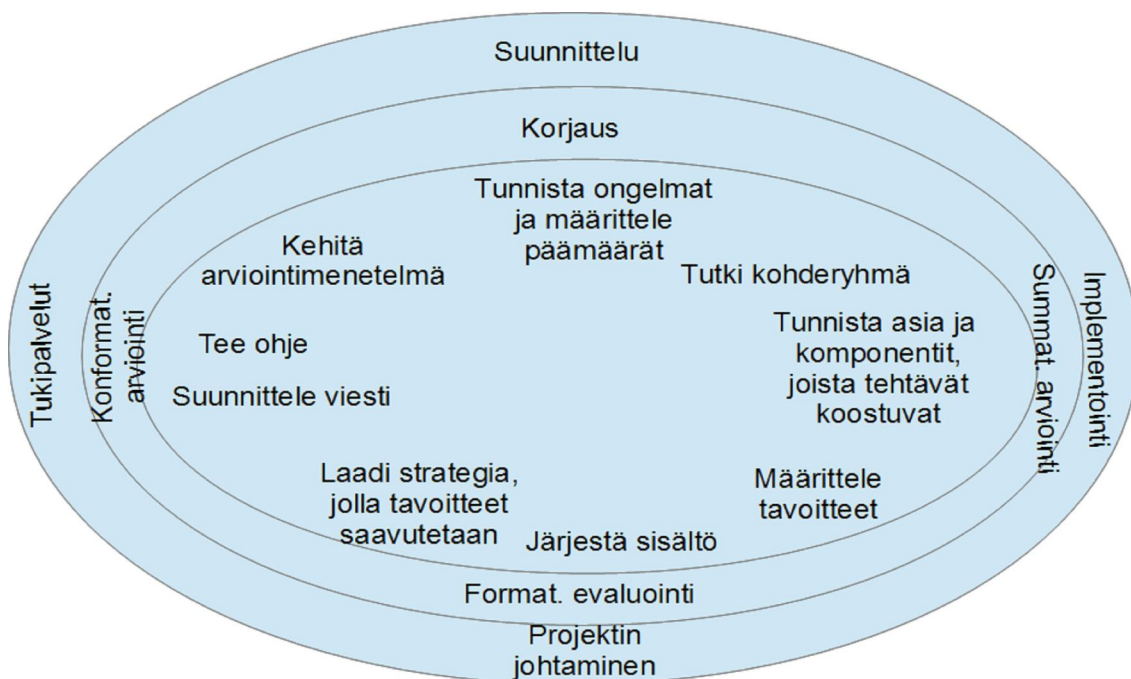 Suunnittelu
Korjaus
Tunnista ongelmat
ja määrittele
päämäärät
Kehitä
arviointimenetelmä
Tutki kohderyhmä
Tunnista asia ja
komponentit,
joista tehtävät
koostuvat
Tee ohje
Suunnittele viesti
Laadi strategia,
jolla tavoitteet
saavutetaan
Määrittele
tavoitteet
Järjestä sisältö
Tukipalvelut
Konformat.
arviointi
Summat. arviointi
Implementointi
Format. evaluointi
Projektin
johtaminen